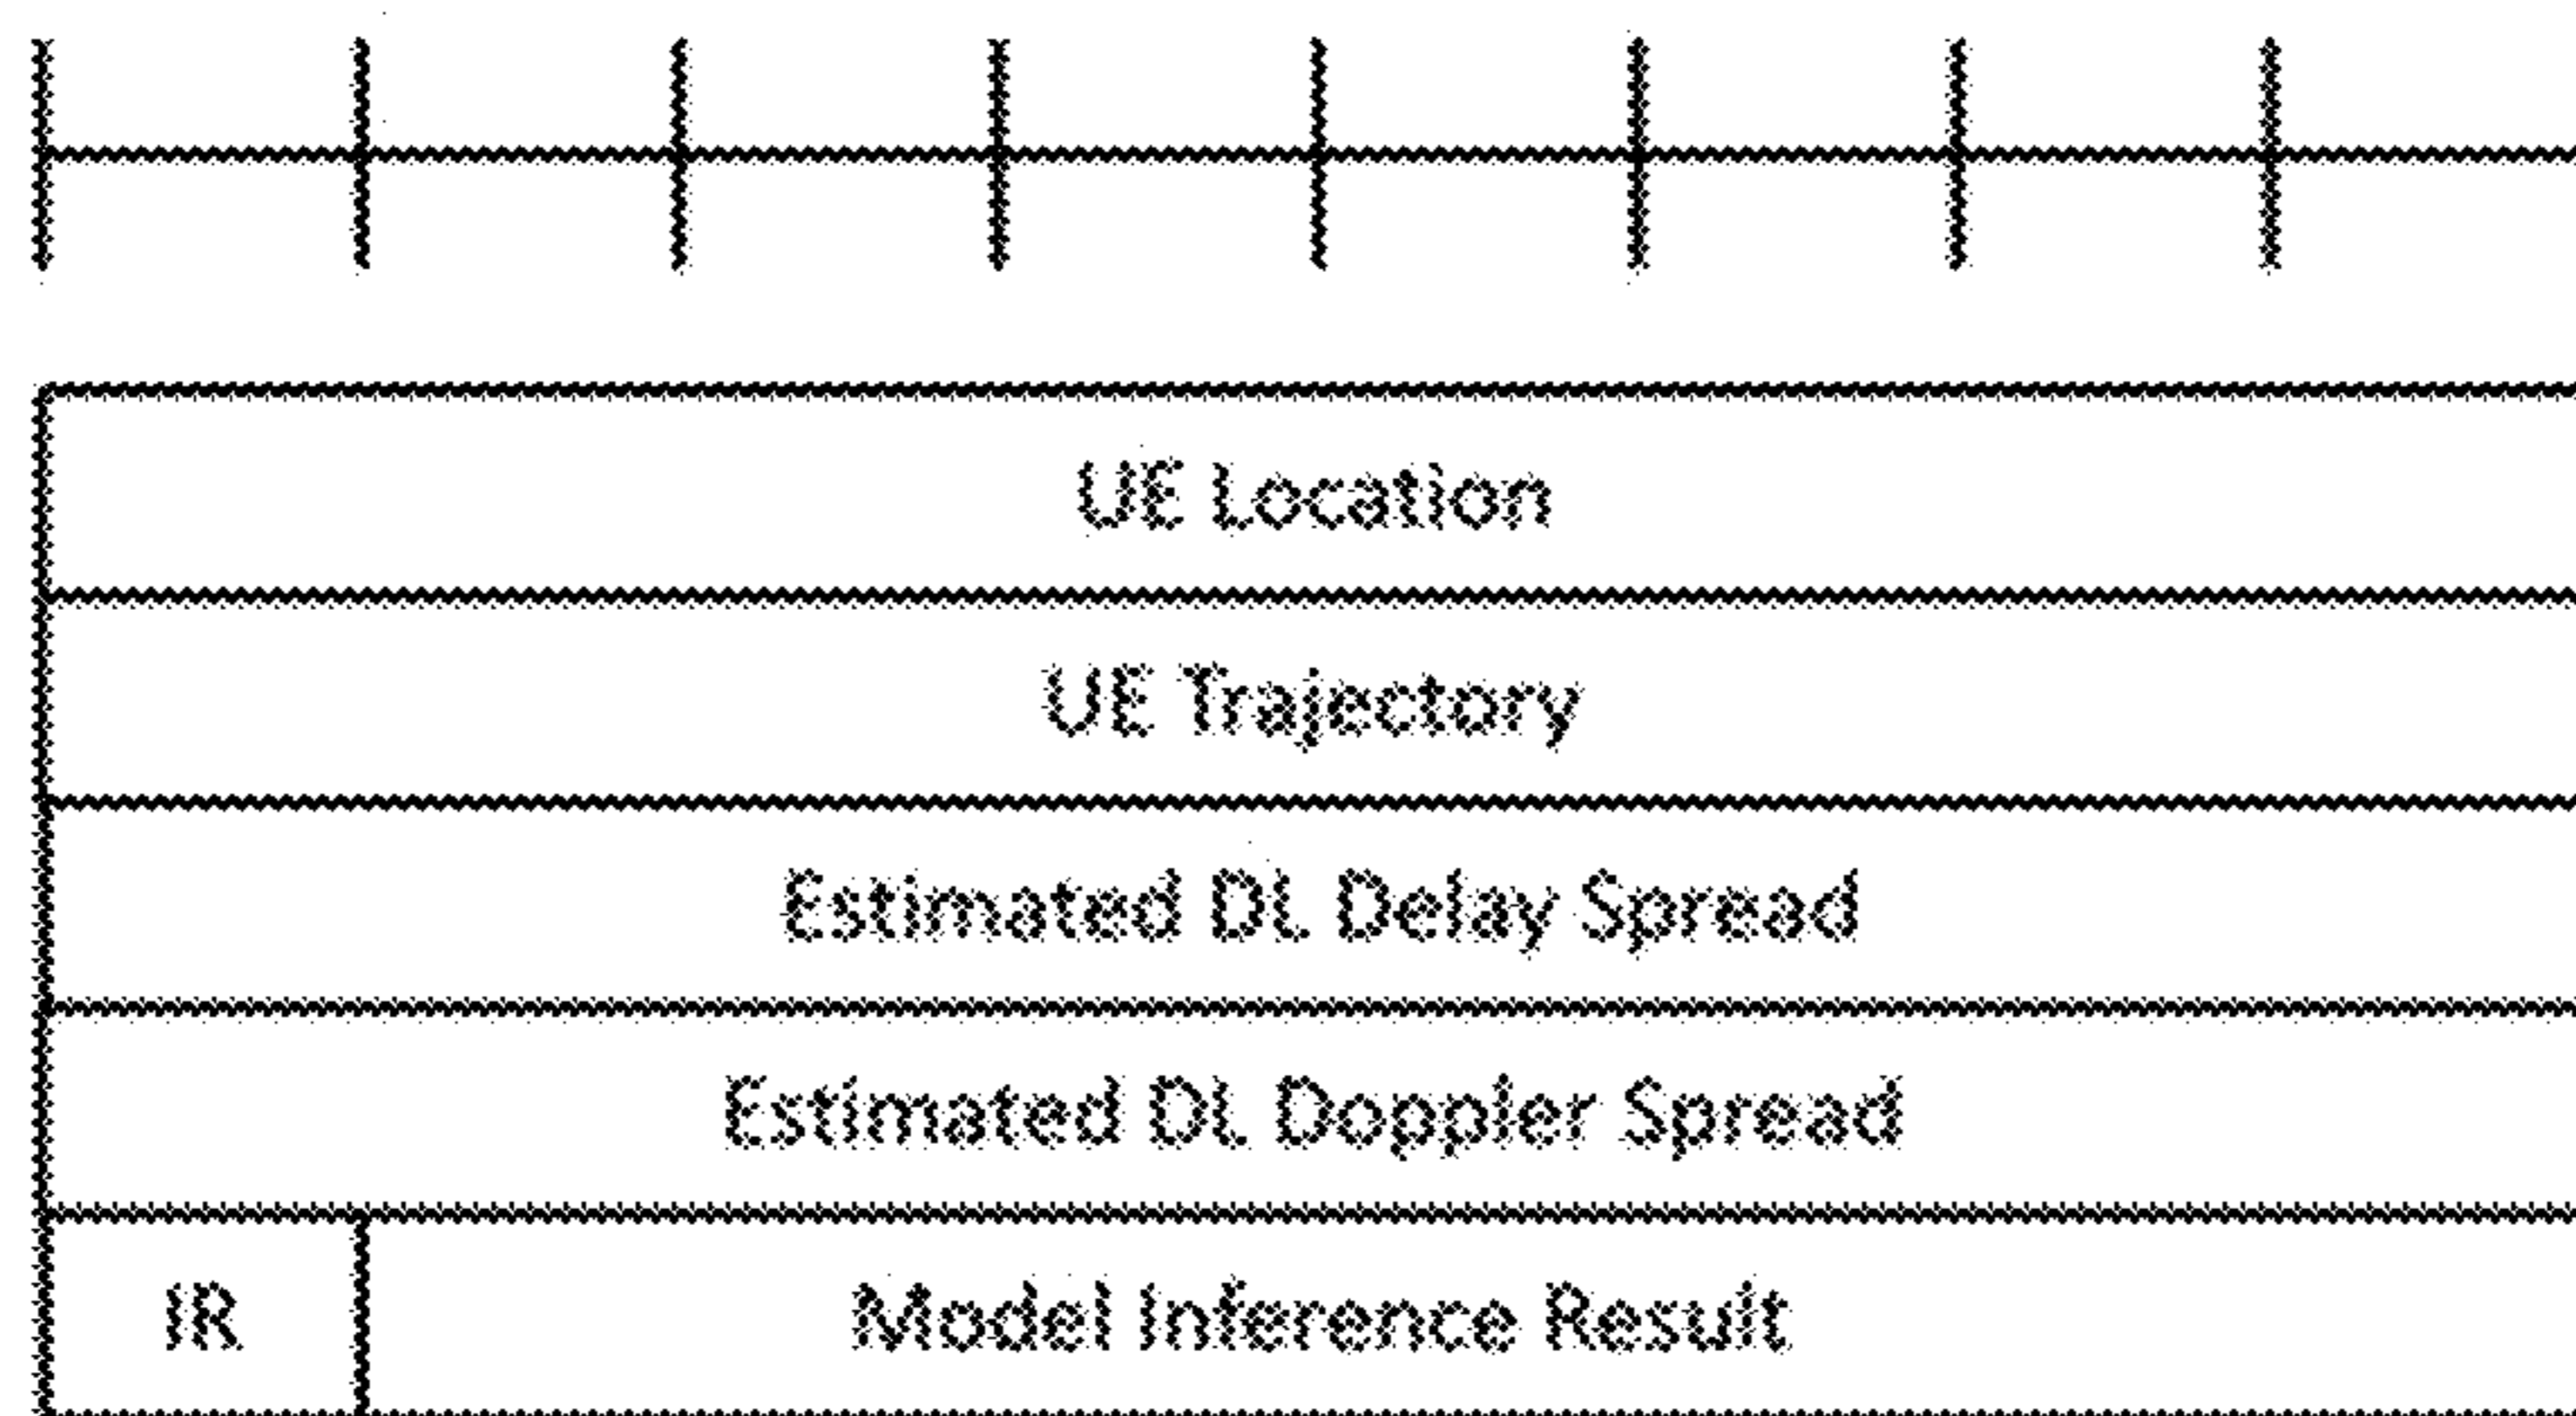 UE Location
UE Trajectory
Estimated DL Delay Spread
Estimated DL Doppler Spread
IR Model Inference Result